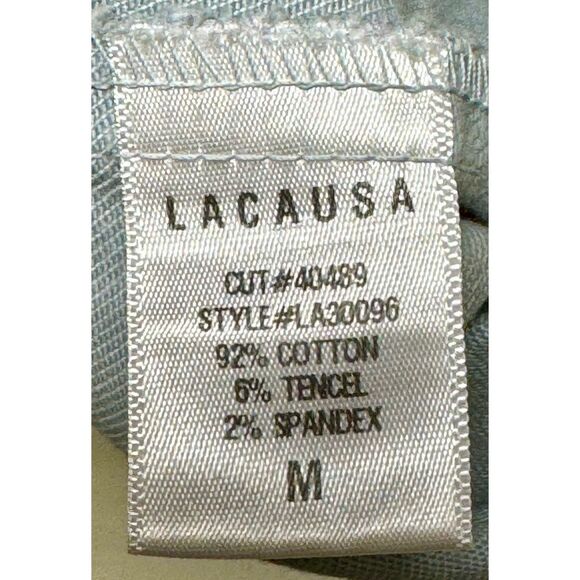 LACAUSA
CUT#40489
STYLE#LA30096
92% COTTON
6% TENCEL
2% SPANDEX
M